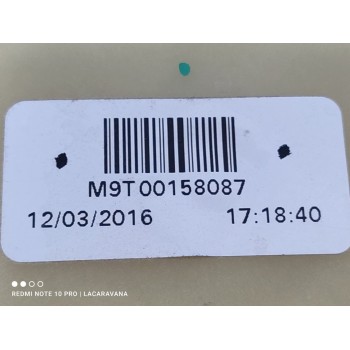 M9T00158087
12/03/2016 17:18:40
REDMI NOTE 10 PRO | LACARAVANA